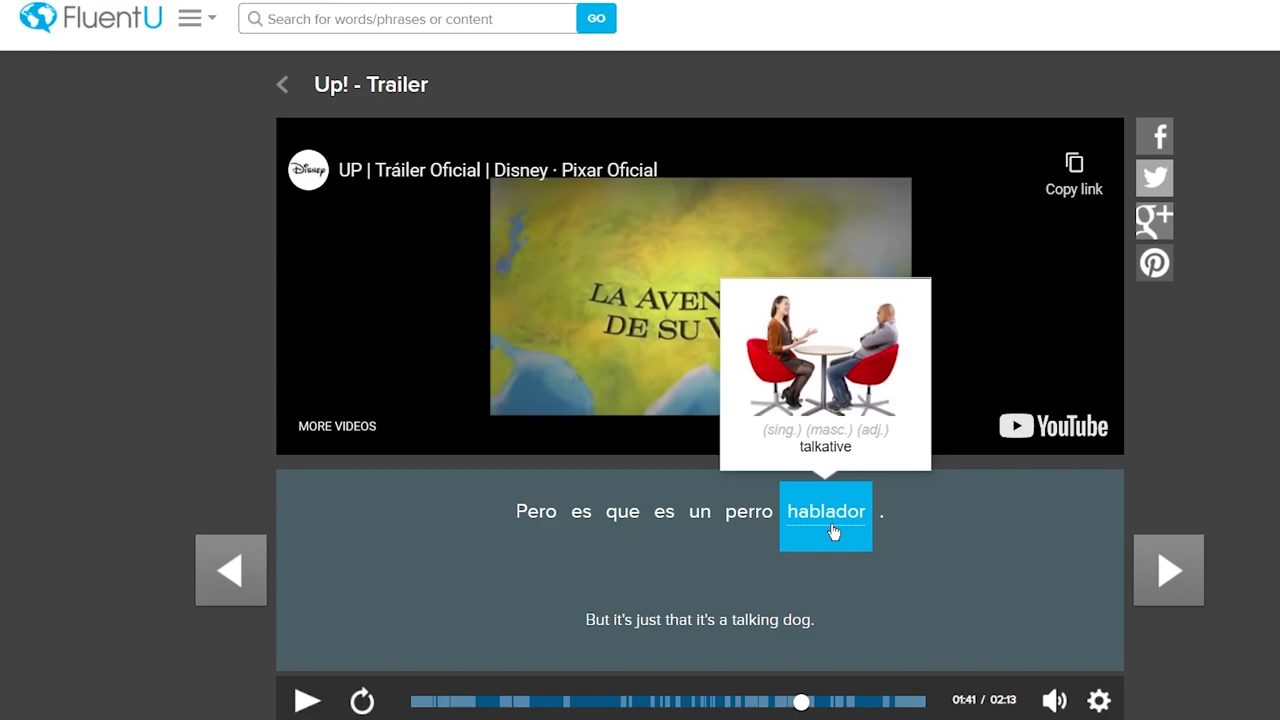 FluentU
Search for words/phrases or content
GO
Up! - Trailer
Disney
UP | Tráiler Oficial | Disney · Pixar Oficial
Copy link
LA AVEN
DE SU V
MORE VIDEOS
YouTube
(sing.) (masc.) (adj.)
talkative
Pero es que es un perro hablador .
But it's just that it's a talking dog.
01:41 / 02:13